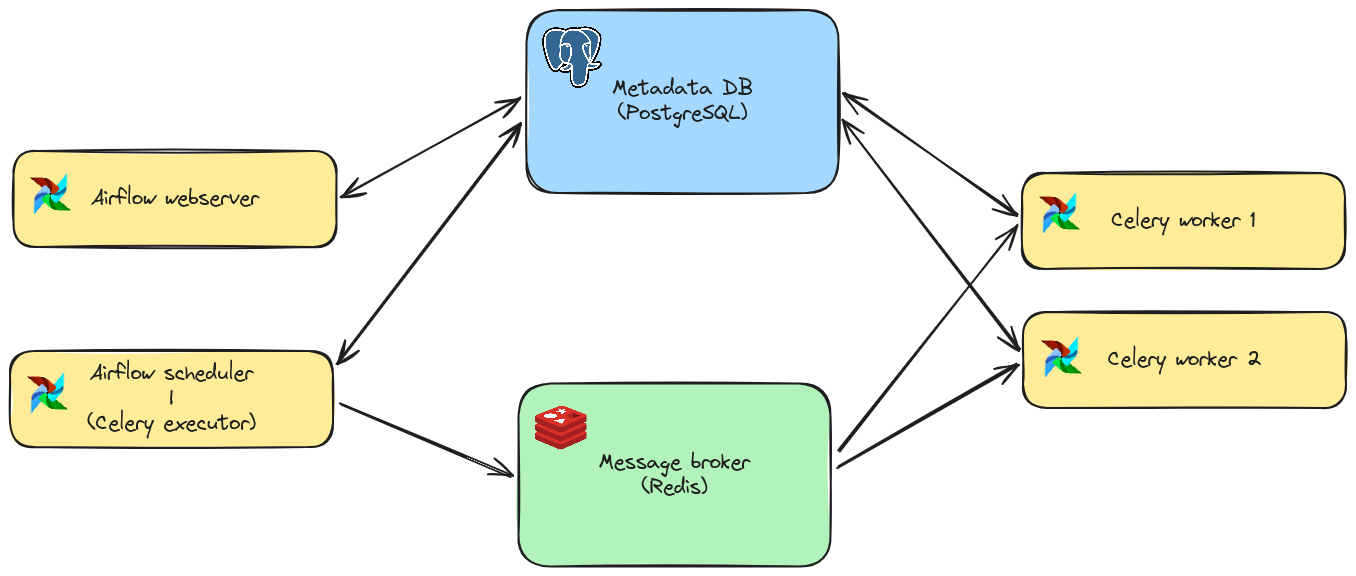 Metadata DB
(PostgreSQL)
Airflow webserver
Celery worker 1
Airflow scheduler
|
(Celery executor)
Celery worker 2
Message broker
(Redis)